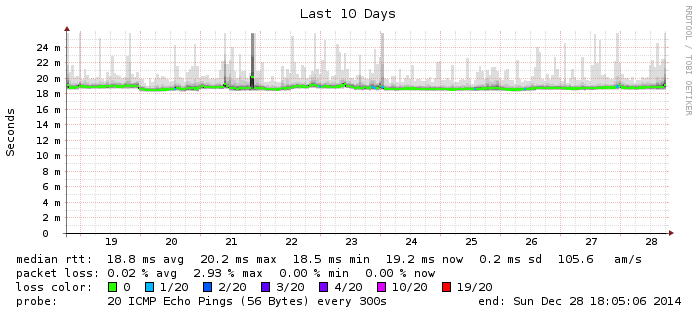 Last 10 Days
RRDTOOL / TOBI OETIKER
Seconds
24 m
22 m
20 m
18 m
16 m
14 m
12 m
10 m
8 m
6 m
4 m
2 m
0
19 20 21 22 23 24 25 26 27 28
median rtt: 18.8 ms avg 20.2 ms max 18.5 ms min 19.2 ms now 0.2 ms sd 105.6 am/s
packet loss: 0.02 % avg 2.93 % max 0.00 % min 0.00 % now
loss color: 0 1/20 2/20 3/20 4/20 10/20 19/20
probe: 20 ICMP Echo Pings (56 Bytes) every 300s end: Sun Dec 28 18:05:06 2014